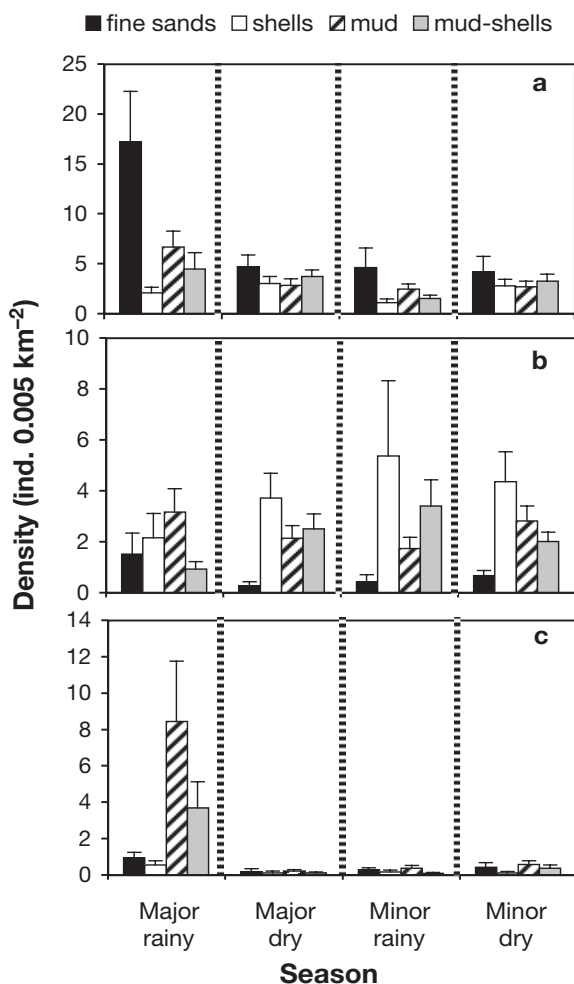 fine sands shells mud mud-shells
25
a
20
15
10
5
0
10
b
8
6
4
2
0
14
c
12
10
8
6
4
2
0
Density (ind. 0.005 km⁻²)
Major rainy
Major dry
Minor rainy
Minor dry
Season